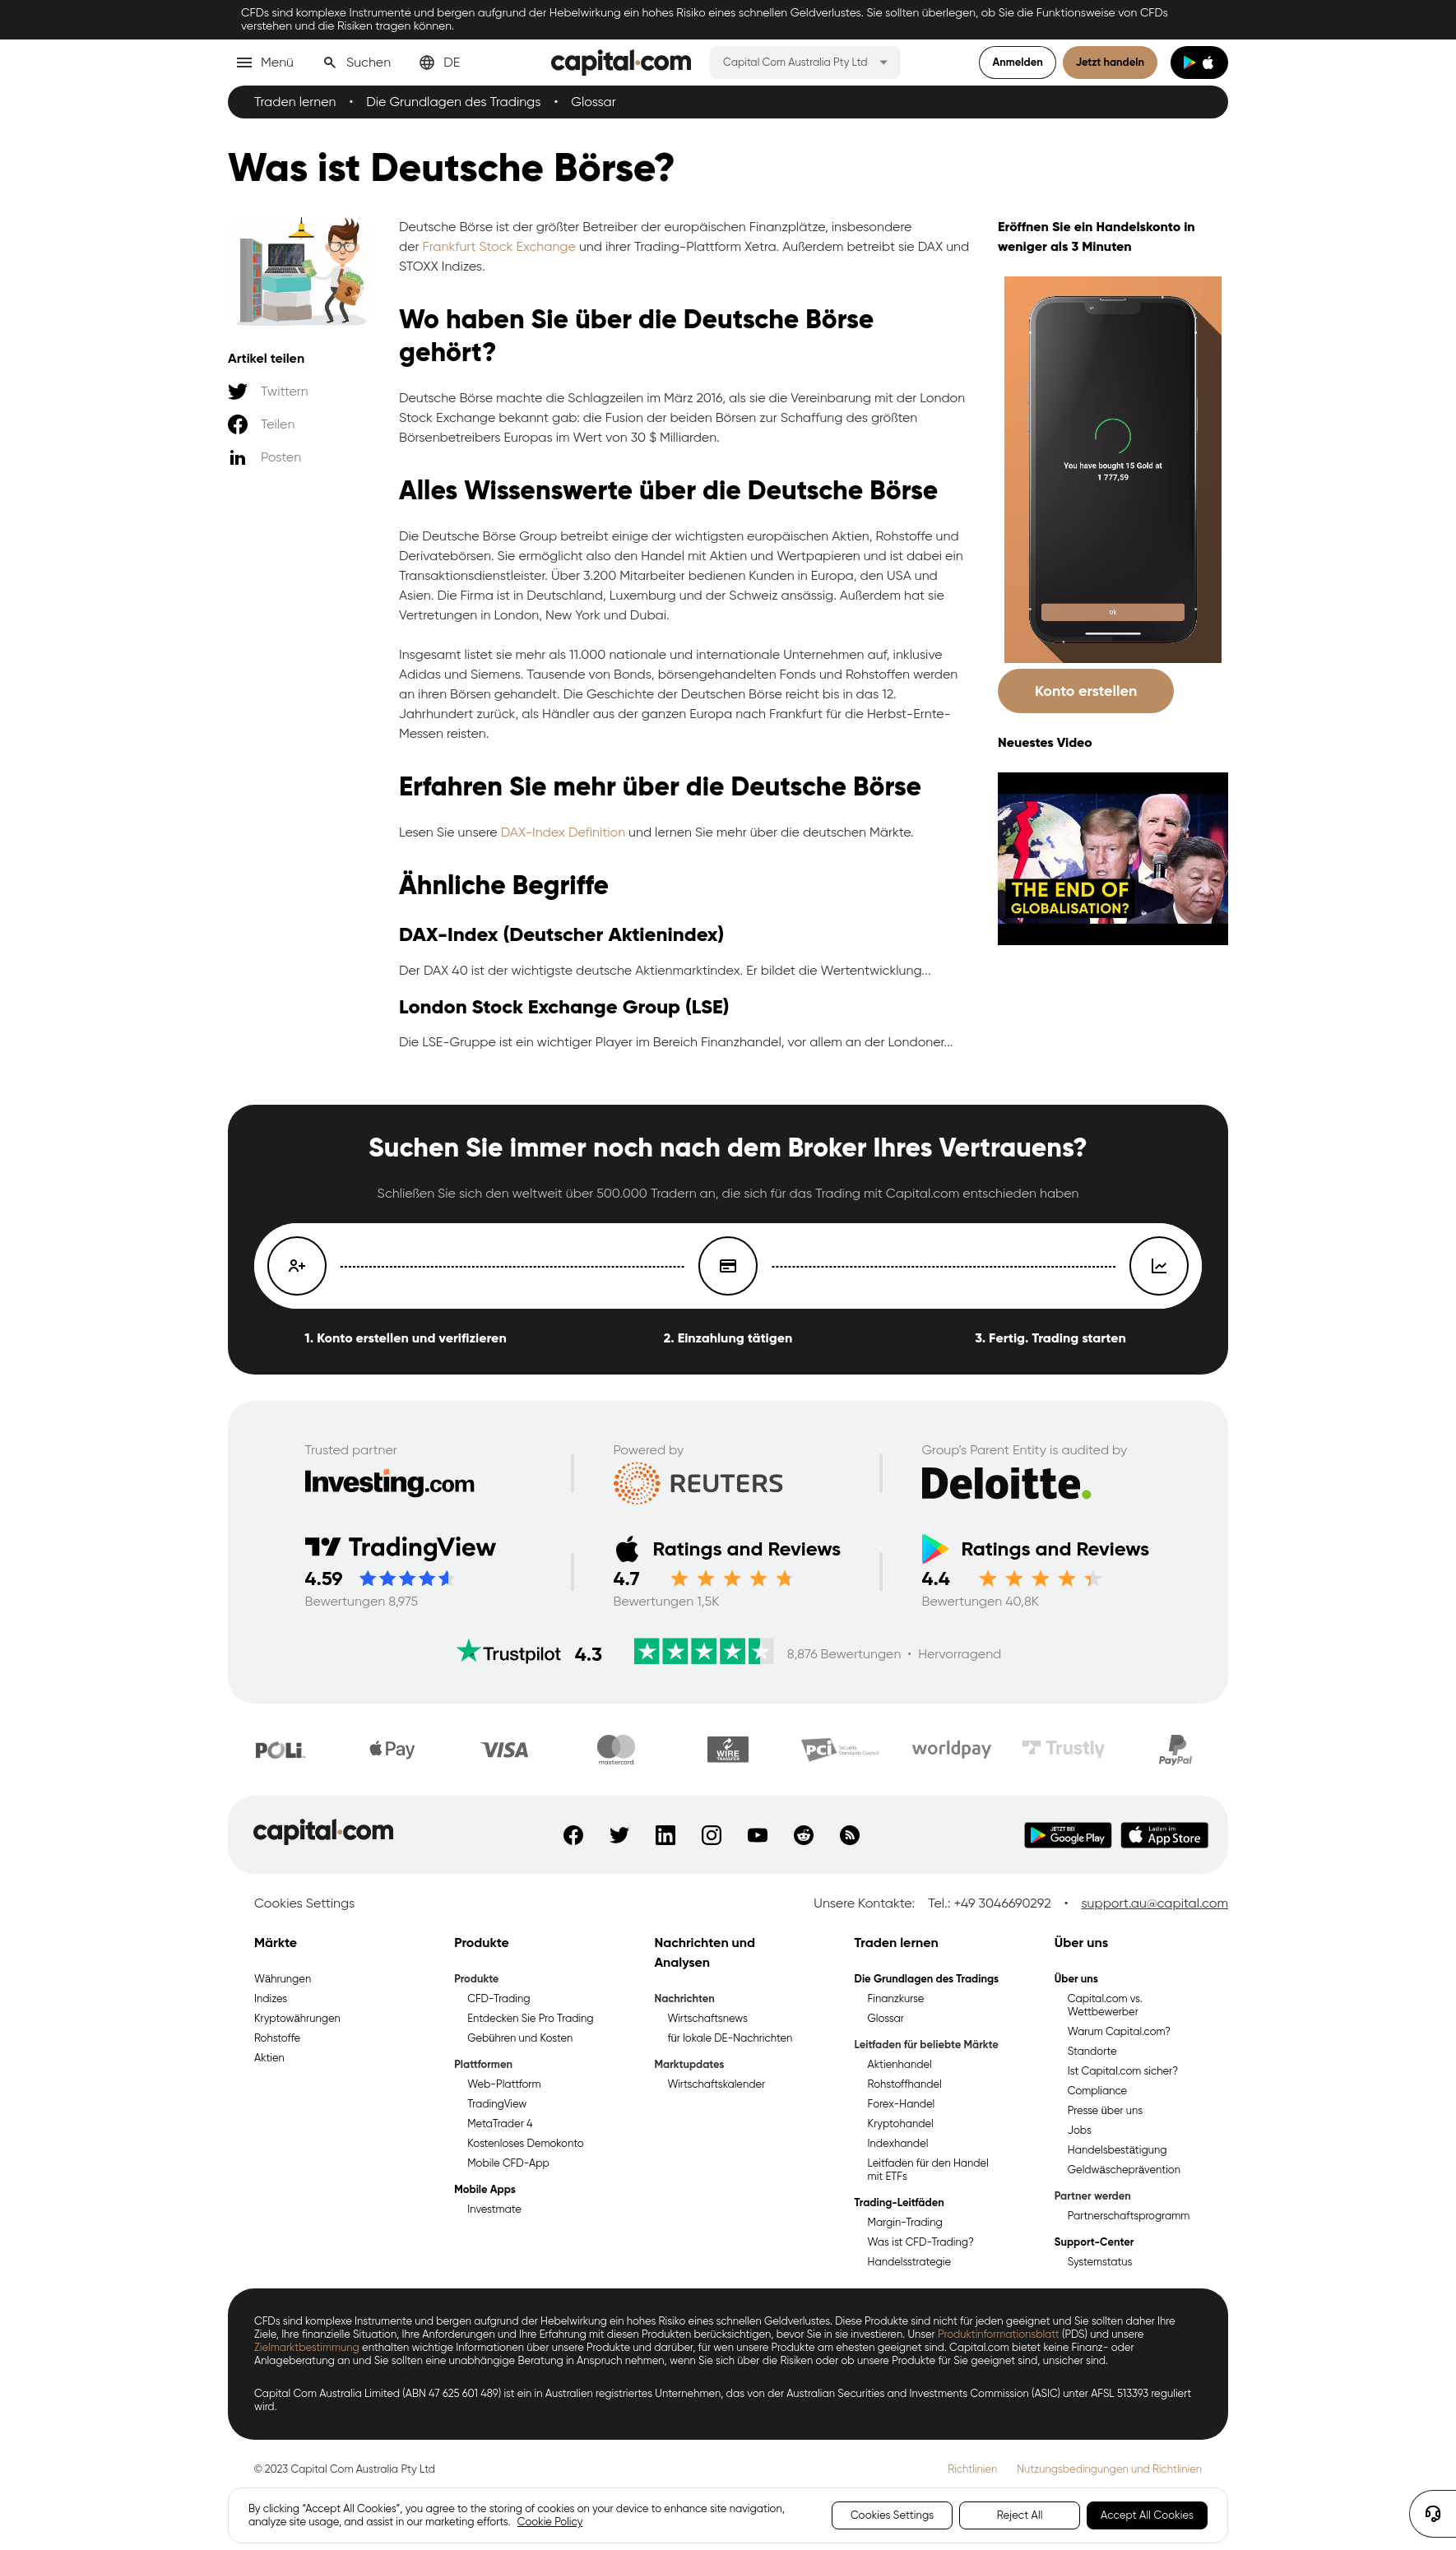 CFDs sind komplexe Instrumente und bergen aufgrund der Hebelwirkung ein hohes Risiko eines schnellen Geldverlustes. Sie sollten überlegen, ob Sie die Funktionsweise von CFDs
verstehen und die Risiken tragen können.
Menü
Suchen
DE
capital.com
Capital Com Australia Pty Ltd
Anmelden
Jetzt handeln
Traden lernen • Die Grundlagen des Tradings • Glossar
Was ist Deutsche Börse?
Artikel teilen
Twittern
Teilen
Posten
Deutsche Börse ist der größter Betreiber der europäischen Finanzplätze, insbesondere
der Frankfurt Stock Exchange und ihrer Trading-Plattform Xetra. Außerdem betreibt sie DAX und
STOXX Indizes.
Wo haben Sie über die Deutsche Börse
gehört?
Deutsche Börse machte die Schlagzeilen im März 2016, als sie die Vereinbarung mit der London
Stock Exchange bekannt gab: die Fusion der beiden Börsen zur Schaffung des größten
Börsenbetreibers Europas im Wert von 30 $ Milliarden.
Alles Wissenswerte über die Deutsche Börse
Die Deutsche Börse Group betreibt einige der wichtigsten europäischen Aktien, Rohstoffe und
Derivatebörsen. Sie ermöglicht also den Handel mit Aktien und Wertpapieren und ist dabei ein
Transaktionsdienstleister. Über 3.200 Mitarbeiter bedienen Kunden in Europa, den USA und
Asien. Die Firma ist in Deutschland, Luxemburg und der Schweiz ansässig. Außerdem hat sie
Vertretungen in London, New York und Dubai.
Insgesamt listet sie mehr als 11.000 nationale und internationale Unternehmen auf, inklusive
Adidas und Siemens. Tausende von Bonds, börsengehandelten Fonds und Rohstoffen werden
an ihren Börsen gehandelt. Die Geschichte der Deutschen Börse reicht bis in das 12.
Jahrhundert zurück, als Händler aus der ganzen Europa nach Frankfurt für die Herbst-Ernte-
Messen reisten.
Erfahren Sie mehr über die Deutsche Börse
Lesen Sie unsere DAX-Index Definition und lernen Sie mehr über die deutschen Märkte.
Ähnliche Begriffe
DAX-Index (Deutscher Aktienindex)
Der DAX 40 ist der wichtigste deutsche Aktienmarktindex. Er bildet die Wertentwicklung...
London Stock Exchange Group (LSE)
Die LSE-Gruppe ist ein wichtiger Player im Bereich Finanzhandel, vor allem an der Londoner...
Eröffnen Sie ein Handelskonto in
weniger als 3 Minuten
You have bought 15 Gold at
1 777,59
Ok
Konto erstellen
Neuestes Video
THE END OF
GLOBALISATION?
Suchen Sie immer noch nach dem Broker Ihres Vertrauens?
Schließen Sie sich den weltweit über 500.000 Tradern an, die sich für das Trading mit Capital.com entschieden haben
1. Konto erstellen und verifizieren
2. Einzahlung tätigen
3. Fertig. Trading starten
Trusted partner
Investing.com
Powered by
REUTERS
Group's Parent Entity is audited by
Deloitte.
TradingView
4.59
Bewertungen 8,975
Ratings and Reviews
4.7
Bewertungen 1,5K
Ratings and Reviews
4.4
Bewertungen 40,8K
Trustpilot 4.3 8,876 Bewertungen • Hervorragend
POLi
Pay
VISA
mastercard
WIRE
TRANSFER
PCI Security
Standards Council
worldpay
Trustly
PayPal
capital.com
JETZT BEI
Google Play
Laden im
App Store
Cookies Settings
Unsere Kontakte: Tel.: +49 3046690292 • support.au@capital.com
Märkte
Währungen
Indizes
Kryptowährungen
Rohstoffe
Aktien
Produkte
Produkte
CFD-Trading
Entdecken Sie Pro Trading
Gebühren und Kosten
Plattformen
Web-Plattform
TradingView
MetaTrader 4
Kostenloses Demokonto
Mobile CFD-App
Mobile Apps
Investmate
Nachrichten und
Analysen
Nachrichten
Wirtschaftsnews
für lokale DE-Nachrichten
Marktupdates
Wirtschaftskalender
Traden lernen
Die Grundlagen des Tradings
Finanzkurse
Glossar
Leitfaden für beliebte Märkte
Aktienhandel
Rohstoffhandel
Forex-Handel
Kryptohandel
Indexhandel
Leitfaden für den Handel
mit ETFs
Trading-Leitfäden
Margin-Trading
Was ist CFD-Trading?
Handelsstrategie
Über uns
Über uns
Capital.com vs.
Wettbewerber
Warum Capital.com?
Standorte
Ist Capital.com sicher?
Compliance
Presse über uns
Jobs
Handelsbestätigung
Geldwäscheprävention
Partner werden
Partnerschaftsprogramm
Support-Center
Systemstatus
CFDs sind komplexe Instrumente und bergen aufgrund der Hebelwirkung ein hohes Risiko eines schnellen Geldverlustes. Diese Produkte sind nicht für jeden geeignet und Sie sollten daher Ihre
Ziele, Ihre finanzielle Situation, Ihre Anforderungen und Ihre Erfahrung mit diesen Produkten berücksichtigen, bevor Sie in sie investieren. Unser Produktinformationsblatt (PDS) und unsere
Zielmarktbestimmung enthalten wichtige Informationen über unsere Produkte und darüber, für wen unsere Produkte am ehesten geeignet sind. Capital.com bietet keine Finanz- oder
Anlageberatung an und Sie sollten eine unabhängige Beratung in Anspruch nehmen, wenn Sie sich über die Risiken oder ob unsere Produkte für Sie geeignet sind, unsicher sind.
Capital Com Australia Limited (ABN 47 625 601 489) ist ein in Australien registriertes Unternehmen, das von der Australian Securities and Investments Commission (ASIC) unter AFSL 513393 reguliert
wird.
© 2023 Capital Com Australia Pty Ltd
Richtlinien
Nutzungsbedingungen und Richtlinien
By clicking "Accept All Cookies", you agree to the storing of cookies on your device to enhance site navigation,
analyze site usage, and assist in our marketing efforts. Cookie Policy
Cookies Settings
Reject All
Accept All Cookies